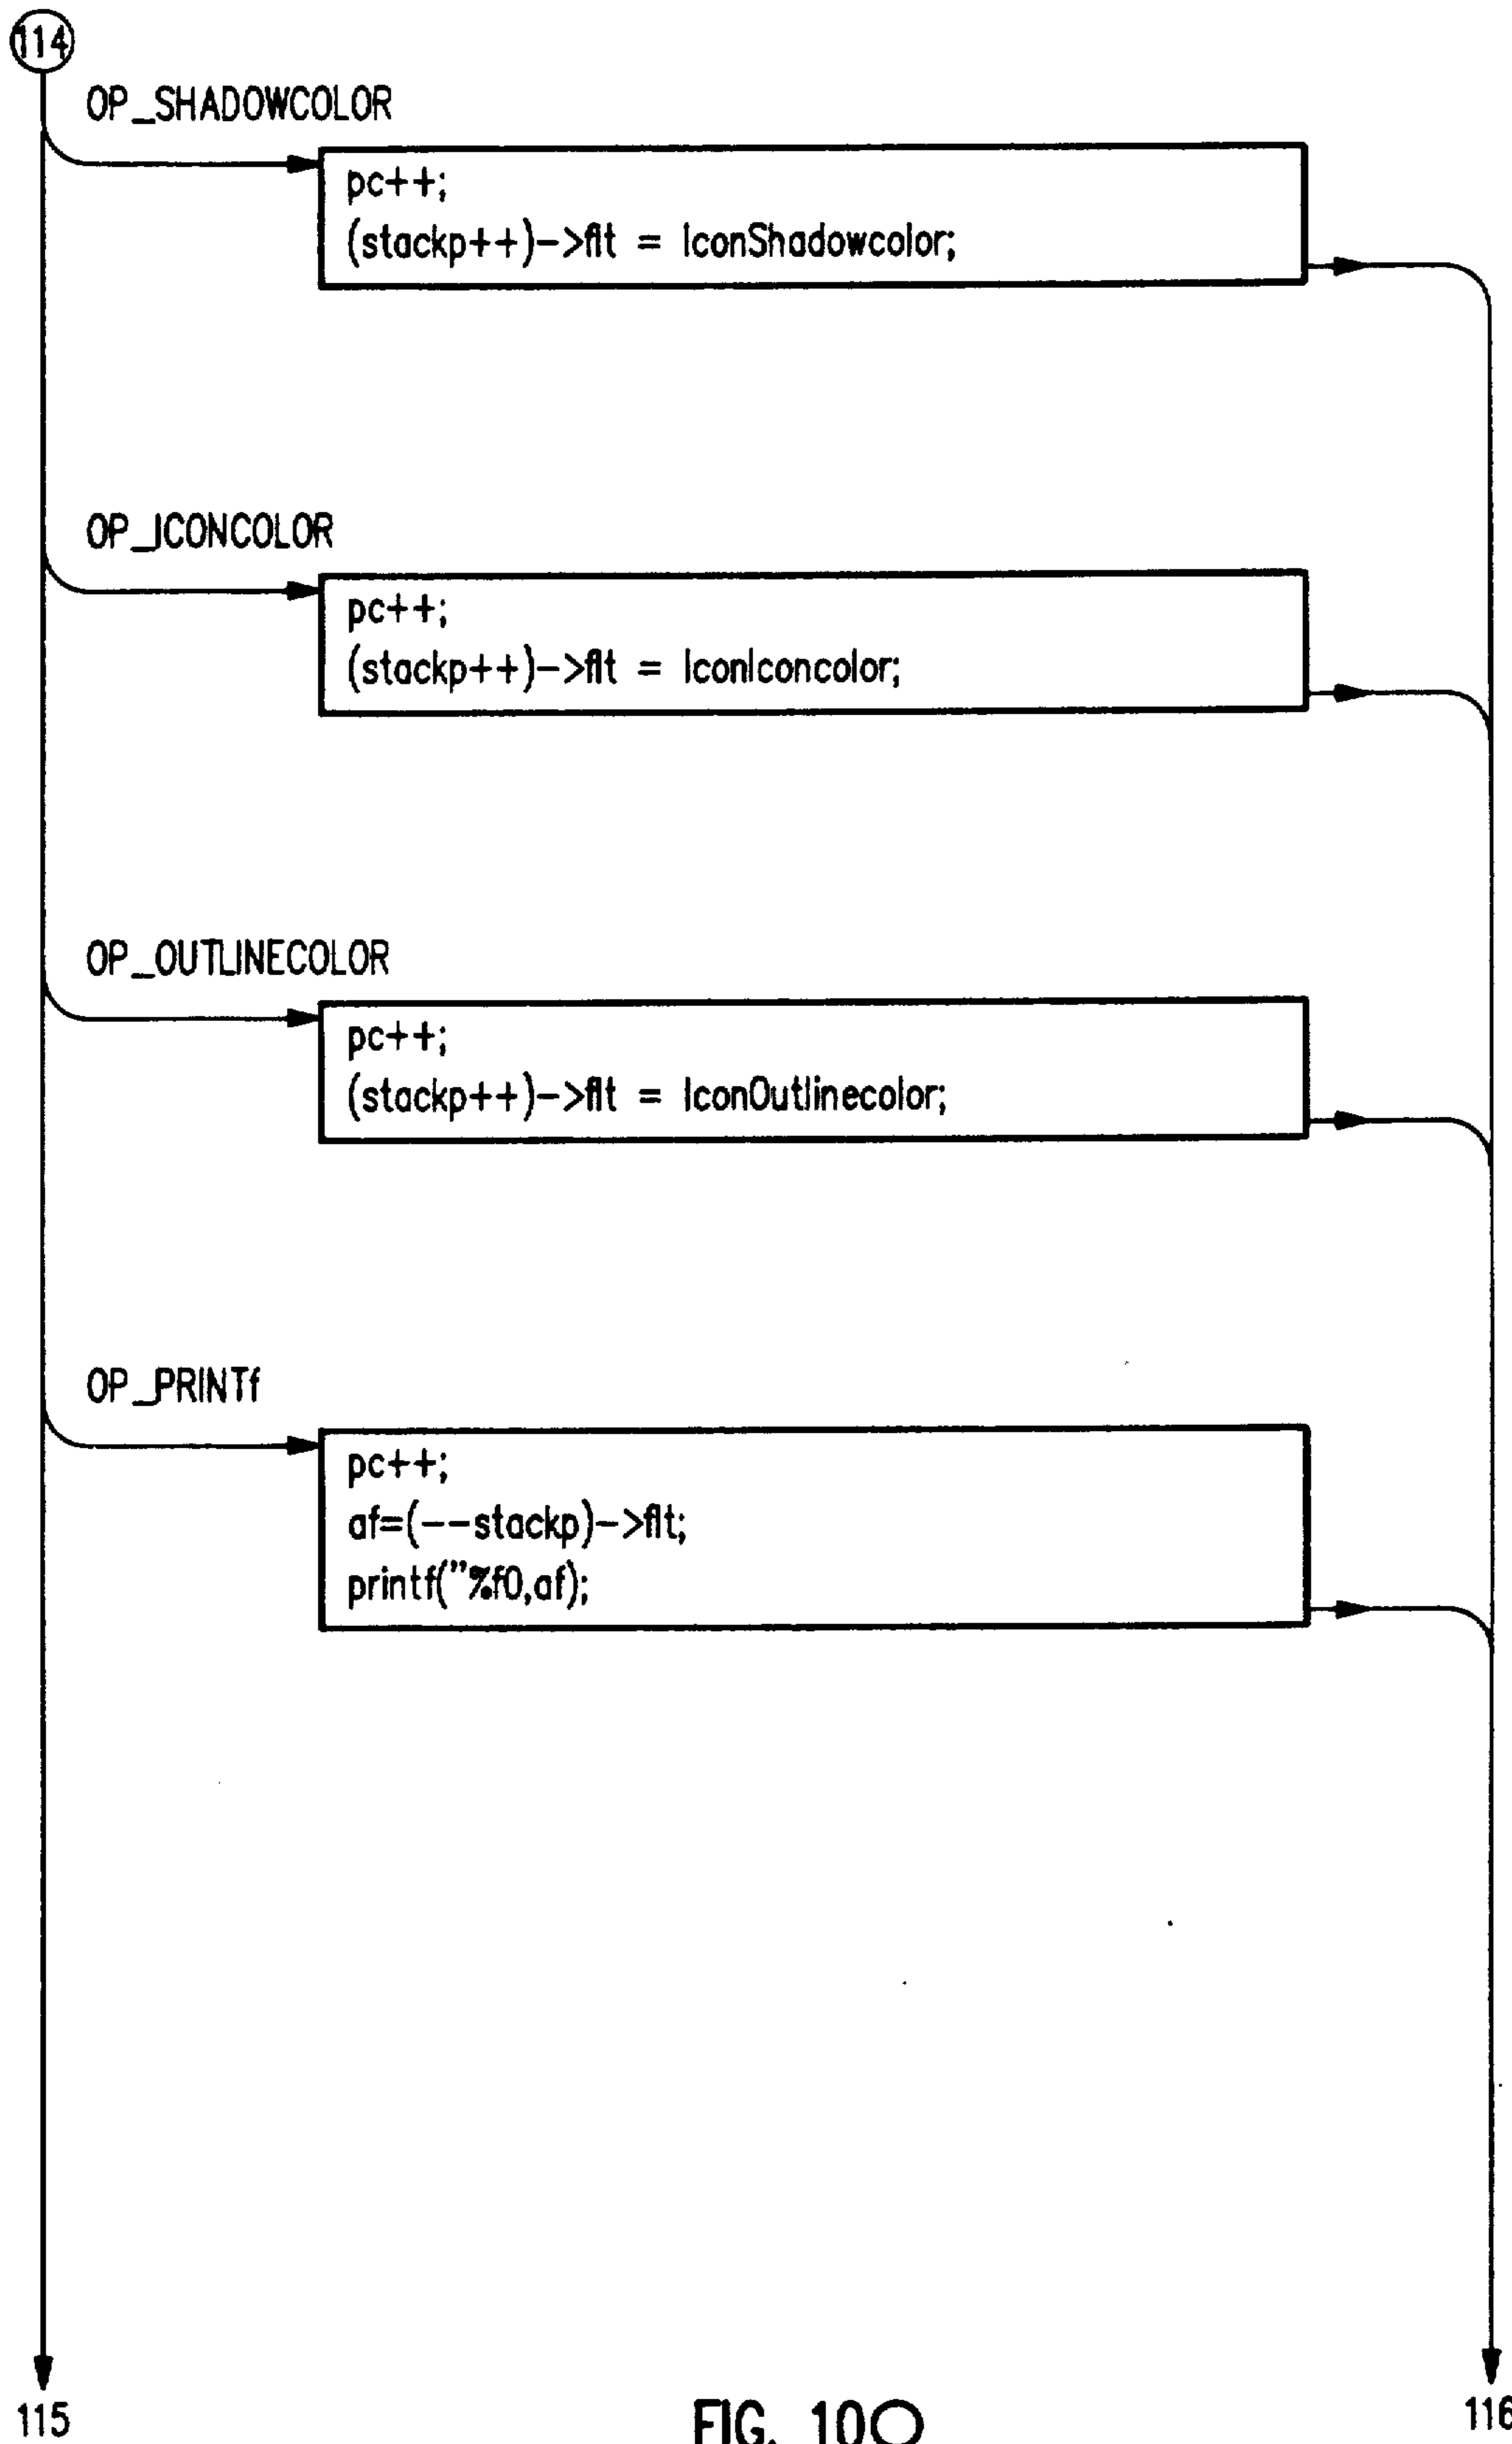 114
OP_SHADOWCOLOR
pc++;
(stackp++)->flt = IconShadowcolor;
OP_ICONCOLOR
pc++;
(stackp++)->flt = IconIconcolor;
OP_OUTLINECOLOR
pc++;
(stackp++)->flt = IconOutlinecolor;
OP_PRINTf
pc++;
af=(--stackp)->flt;
printf("%f0,af);
115
FIG. 10O
116